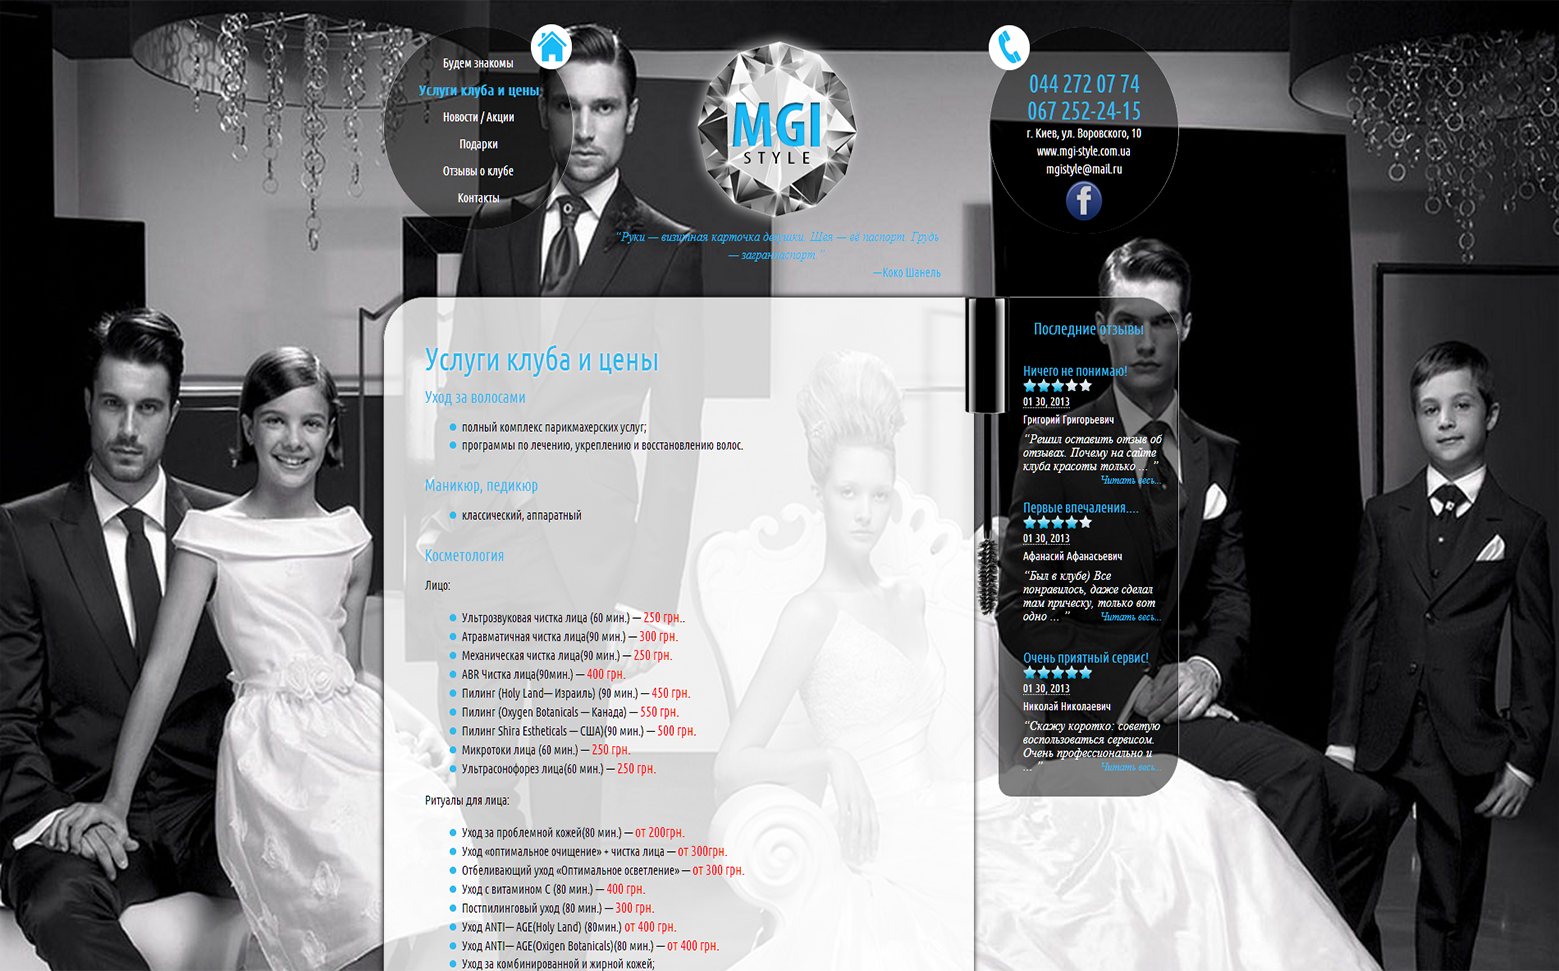 Будем знакомы
Услуги клуба и цены
Новости / Акции
Подарки
Отзывы о клубе
Контакты
MGI
STYLE
044 272 07 74
067 252-24-15
г. Киев, ул. Воровского, 10
www.mgi-style.com.ua
mgistyle@mail.ru
f
“Руки — визитная карточка девушки. Шея — её паспорт. Грудь
— загранпаспорт.”
—Коко Шанель
Услуги клуба и цены
Уход за волосами
полный комплекс парикмахерских услуг;
программы по лечению, укреплению и восстановлению волос.
Маникюр, педикюр
классический, аппаратный
Косметология
Лицо:
Ультрозвуковая чистка лица (60 мин.) — 250 грн..
Атравматичная чистка лица(90 мин.) — 300 грн.
Механическая чистка лица(90 мин.) — 250 грн.
ABR Чистка лица(90мин.) — 400 грн.
Пилинг (Holy Land— Израиль) (90 мин.) — 450 грн.
Пилинг (Oxygen Botanicals — Канада) — 550 грн.
Пилинг Shira Estheticals — США)(90 мин.) — 500 грн.
Микротоки лица (60 мин.) — 250 грн.
Ультрасонофорез лица(60 мин.) — 250 грн.
Ритуалы для лица:
Уход за проблемной кожей(80 мин.) — от 200грн.
Уход «оптимальное очищение» + чистка лица — от 300грн.
Отбеливающий уход «Оптимальное осветление» — от 300 грн.
Уход с витамином С (80 мин.) — 400 грн.
Постпилинговый уход (80 мин.) — 300 грн.
Уход ANTI— AGE(Holy Land) (80мин.) от 400 грн.
Уход ANTI— AGE(Oxigen Botanicals)(80 мин.) — от 400 грн.
Уход за комбинированной и жирной кожей;
Последние отзывы
Ничего не понимаю!
01 30, 2013
Григорий Григорьевич
“Решил оставить отзыв об
отзывах. Почему на сайте
клуба красоты только ... ”
Читать весь...
Первые впечаления....
01 30, 2013
Афанасий Афанасьевич
“Был в клубе) Все
понравилось, даже сделал
там прическу, только вот
одно ... ” Читать весь...
Очень приятный сервис!
01 30, 2013
Николай Николаевич
“Скажу коротко: советую
воспользоваться сервисом.
Очень профессионально и
... ” Читать весь...